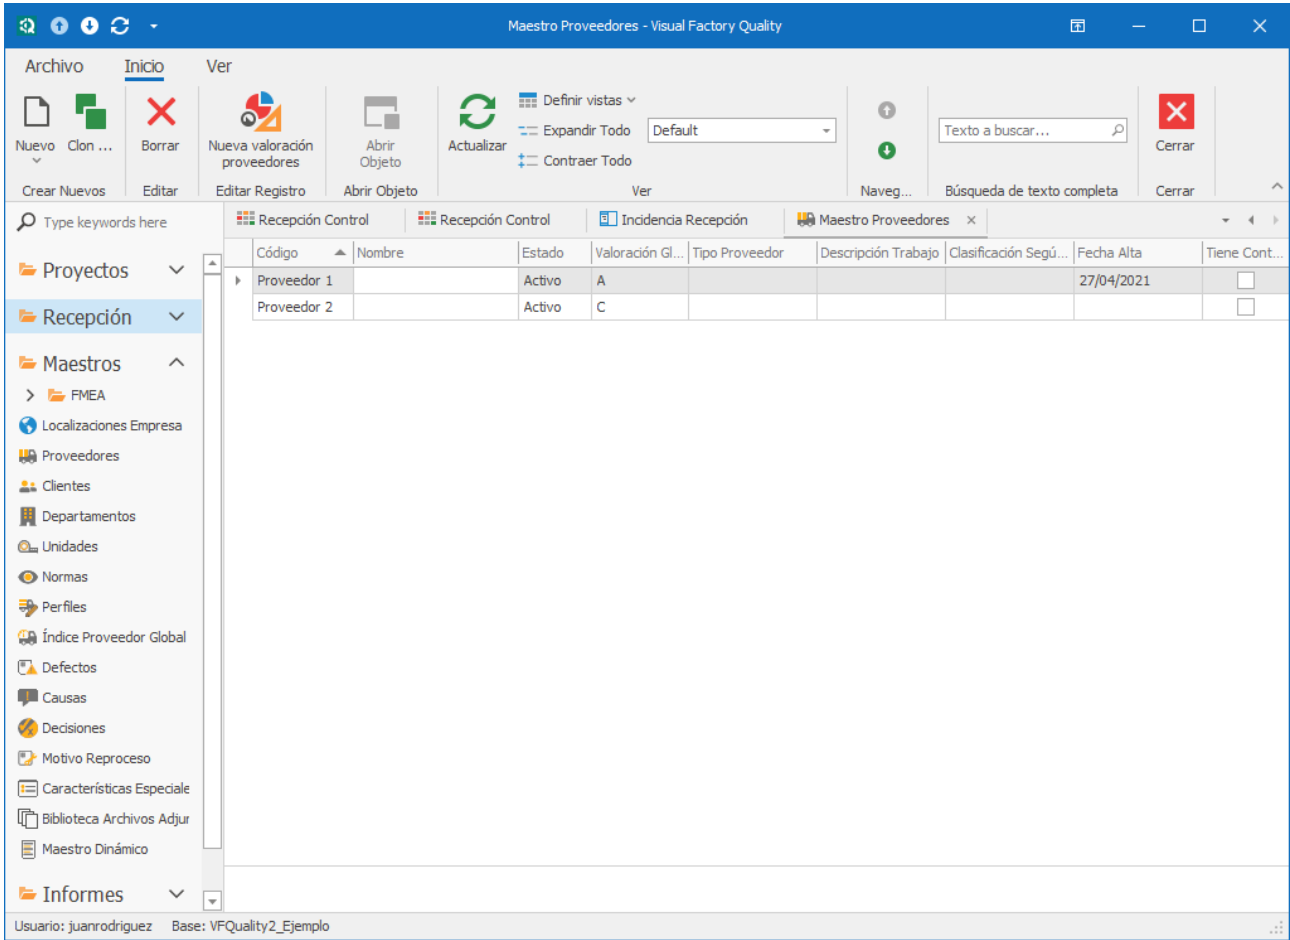 Maestro Proveedores - Visual Factory Quality
Archivo Inicio Ver
Nuevo Clon ... Borrar Nueva valoración proveedores Abrir Objeto Actualizar
Definir vistas
Expandir Todo Default
Contraer Todo
Texto a buscar...
Cerrar
Crear Nuevos Editar Editar Registro Abrir Objeto Ver Naveg... Búsqueda de texto completa Cerrar
Type keywords here
Recepción Control Recepción Control Incidencia Recepción Maestro Proveedores
Código Nombre Estado Valoración Gl... Tipo Proveedor Descripción Trabajo Clasificación Segú... Fecha Alta Tiene Cont...
Proveedor 1 Activo A 27/04/2021
Proveedor 2 Activo C
Proyectos
Recepción
Maestros
FMEA
Localizaciones Empresa
Proveedores
Clientes
Departamentos
Unidades
Normas
Perfiles
Índice Proveedor Global
Defectos
Causas
Decisiones
Motivo Reproceso
Características Especiale
Biblioteca Archivos Adjur
Maestro Dinámico
Informes
Usuario: juanrodriguez Base: VFQuality2_Ejemplo